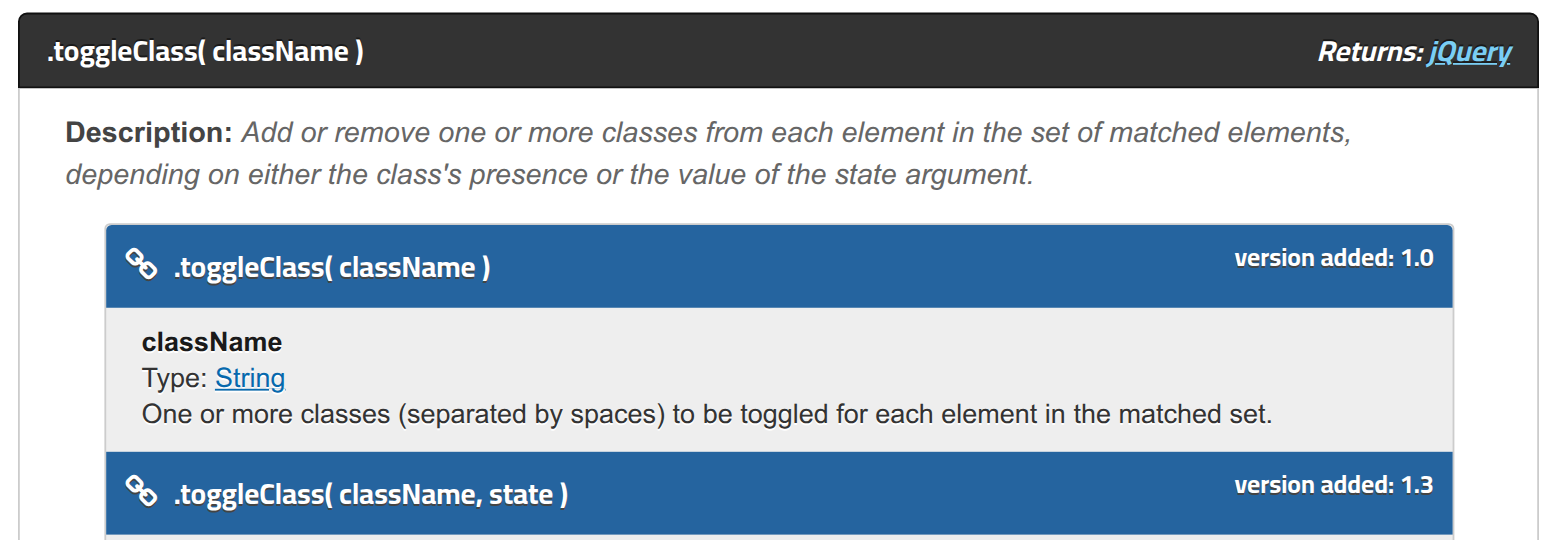 .toggleClass( className )
Returns: jQuery
Description: Add or remove one or more classes from each element in the set of matched elements,
depending on either the class's presence or the value of the state argument.
.toggleClass( className )
version added: 1.0
className
Type: String
One or more classes (separated by spaces) to be toggled for each element in the matched set.
.toggleClass( className, state )
version added: 1.3